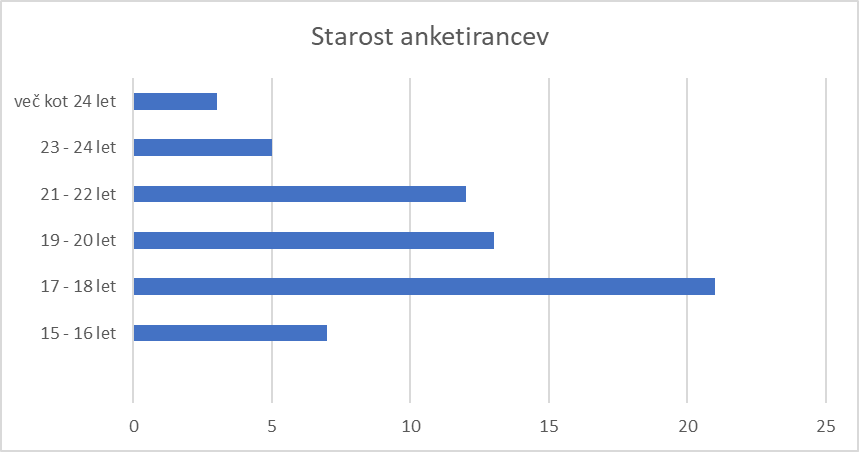 Starost anketirancev
več kot 24 let
23 - 24 let
21 - 22 let
19 - 20 let
17 - 18 let
15 - 16 let
0 5 10 15 20 25